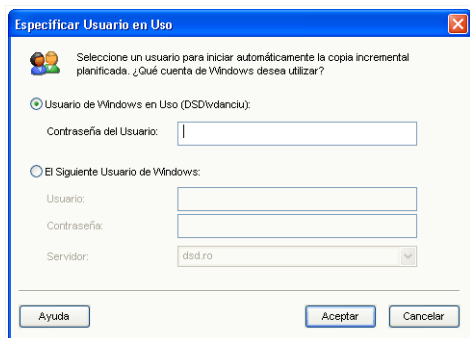 Especificar Usuario en Uso
Seleccione un usuario para iniciar automáticamente la copia incremental
planificada. ¿Qué cuenta de Windows desea utilizar?
Usuario de Windows en Uso (DSD\vdanciu):
Contraseña del Usuario:
El Siguiente Usuario de Windows:
Usuario:
Contraseña:
Servidor:
dsd.ro
Ayuda
Aceptar
Cancelar